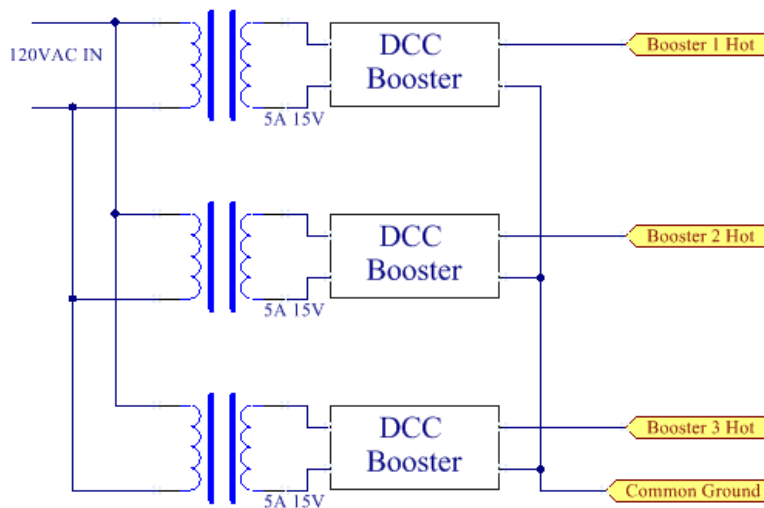 120VAC IN
5A 15V
DCC
Booster
Booster 1 Hot
5A 15V
DCC
Booster
Booster 2 Hot
5A 15V
DCC
Booster
Booster 3 Hot
Common Ground